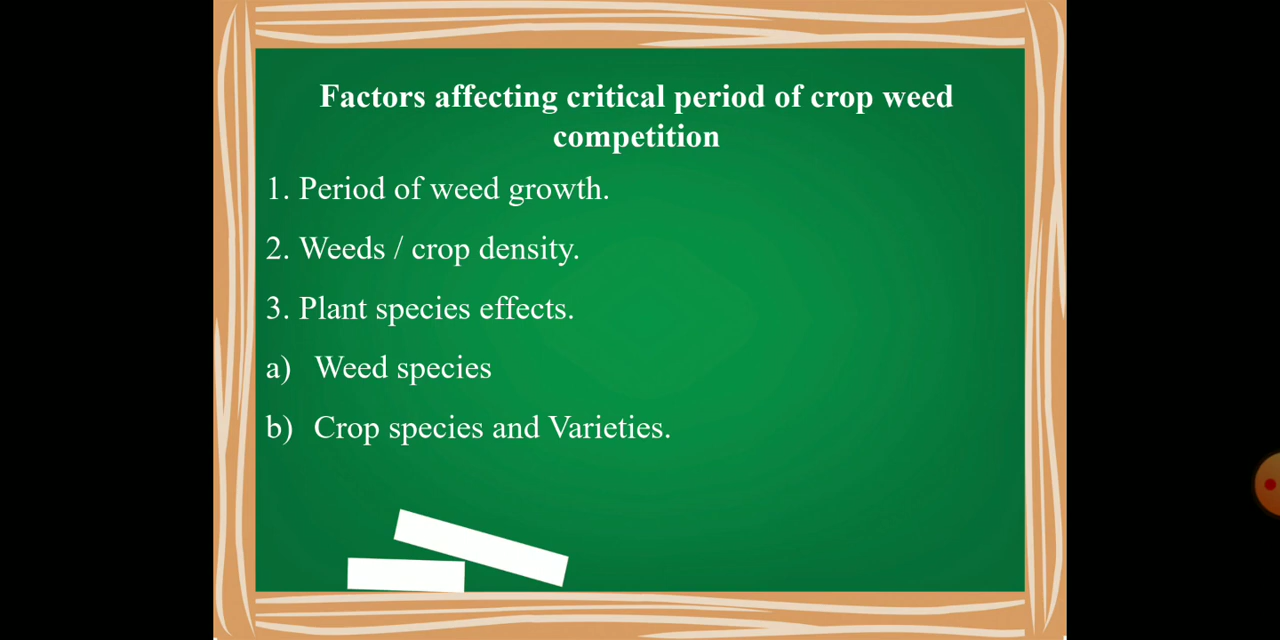 Factors affecting critical period of crop weed
competition
1. Period of weed growth.
2. Weeds / crop density.
3. Plant species effects.
a) Weed species
b) Crop species and Varieties.